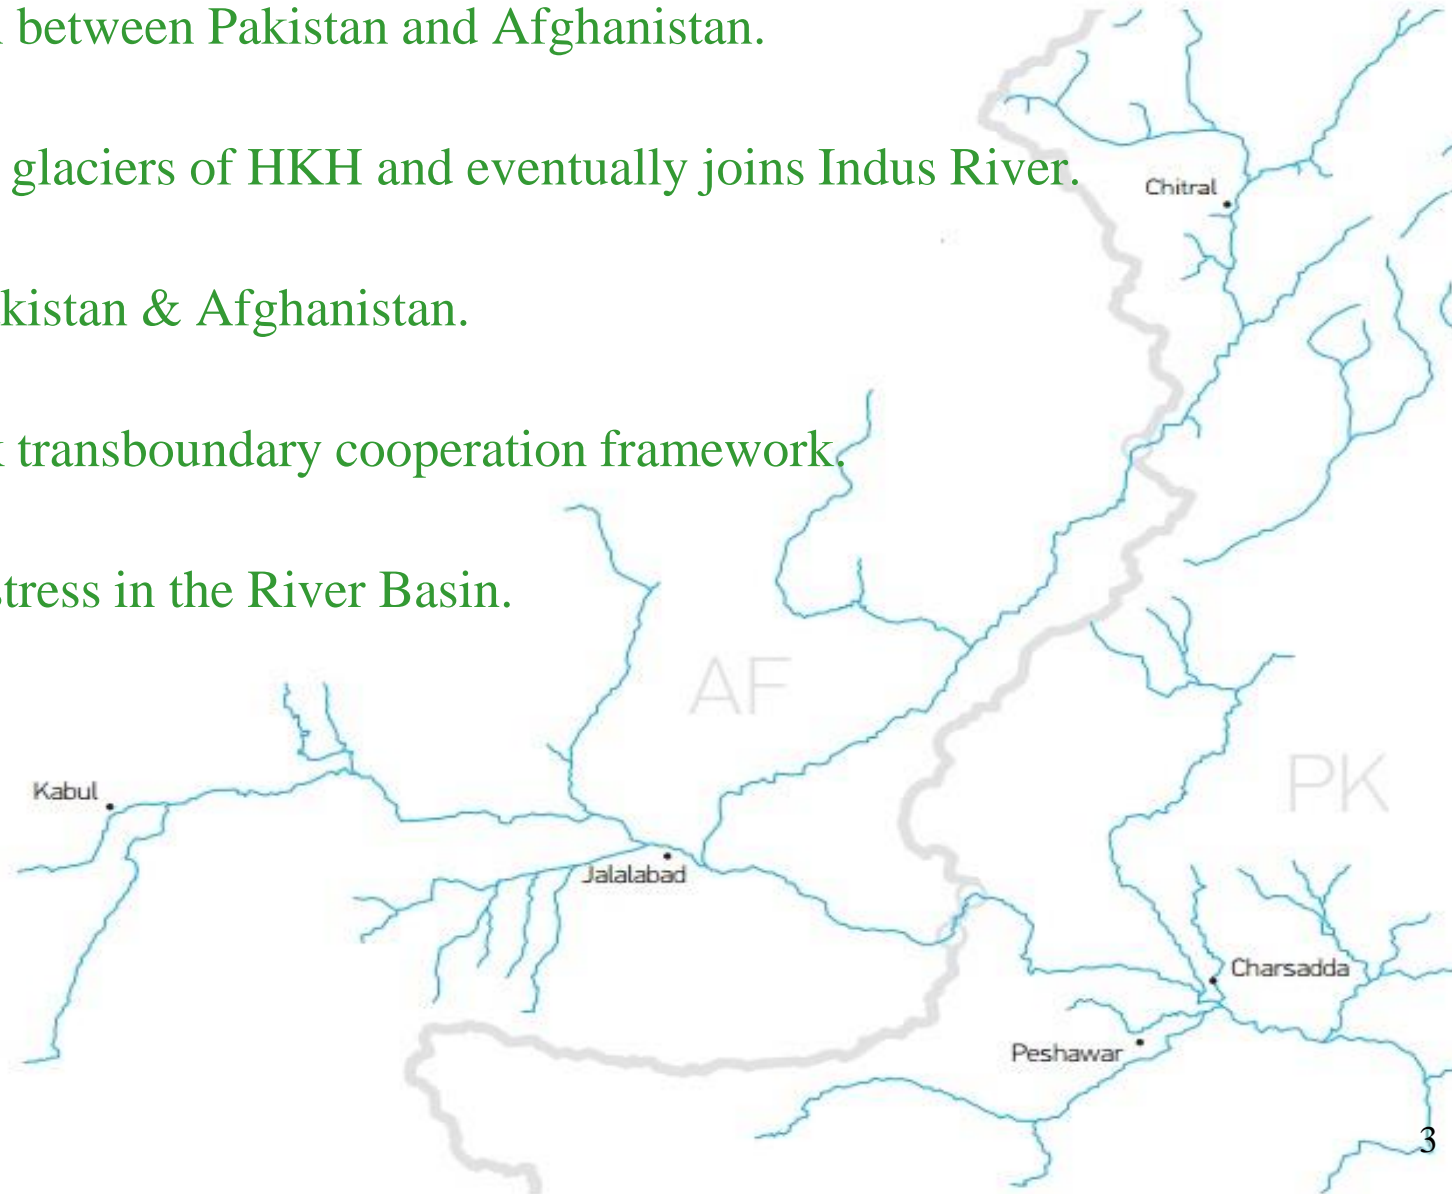 between Pakistan and Afghanistan.
glaciers of HKH and eventually joins Indus River.
Chitral
kistan & Afghanistan.
transboundary cooperation framework.
tress in the River Basin.
AF
PK
Kabul
Jalalabad
Charsadda
Peshawar
3